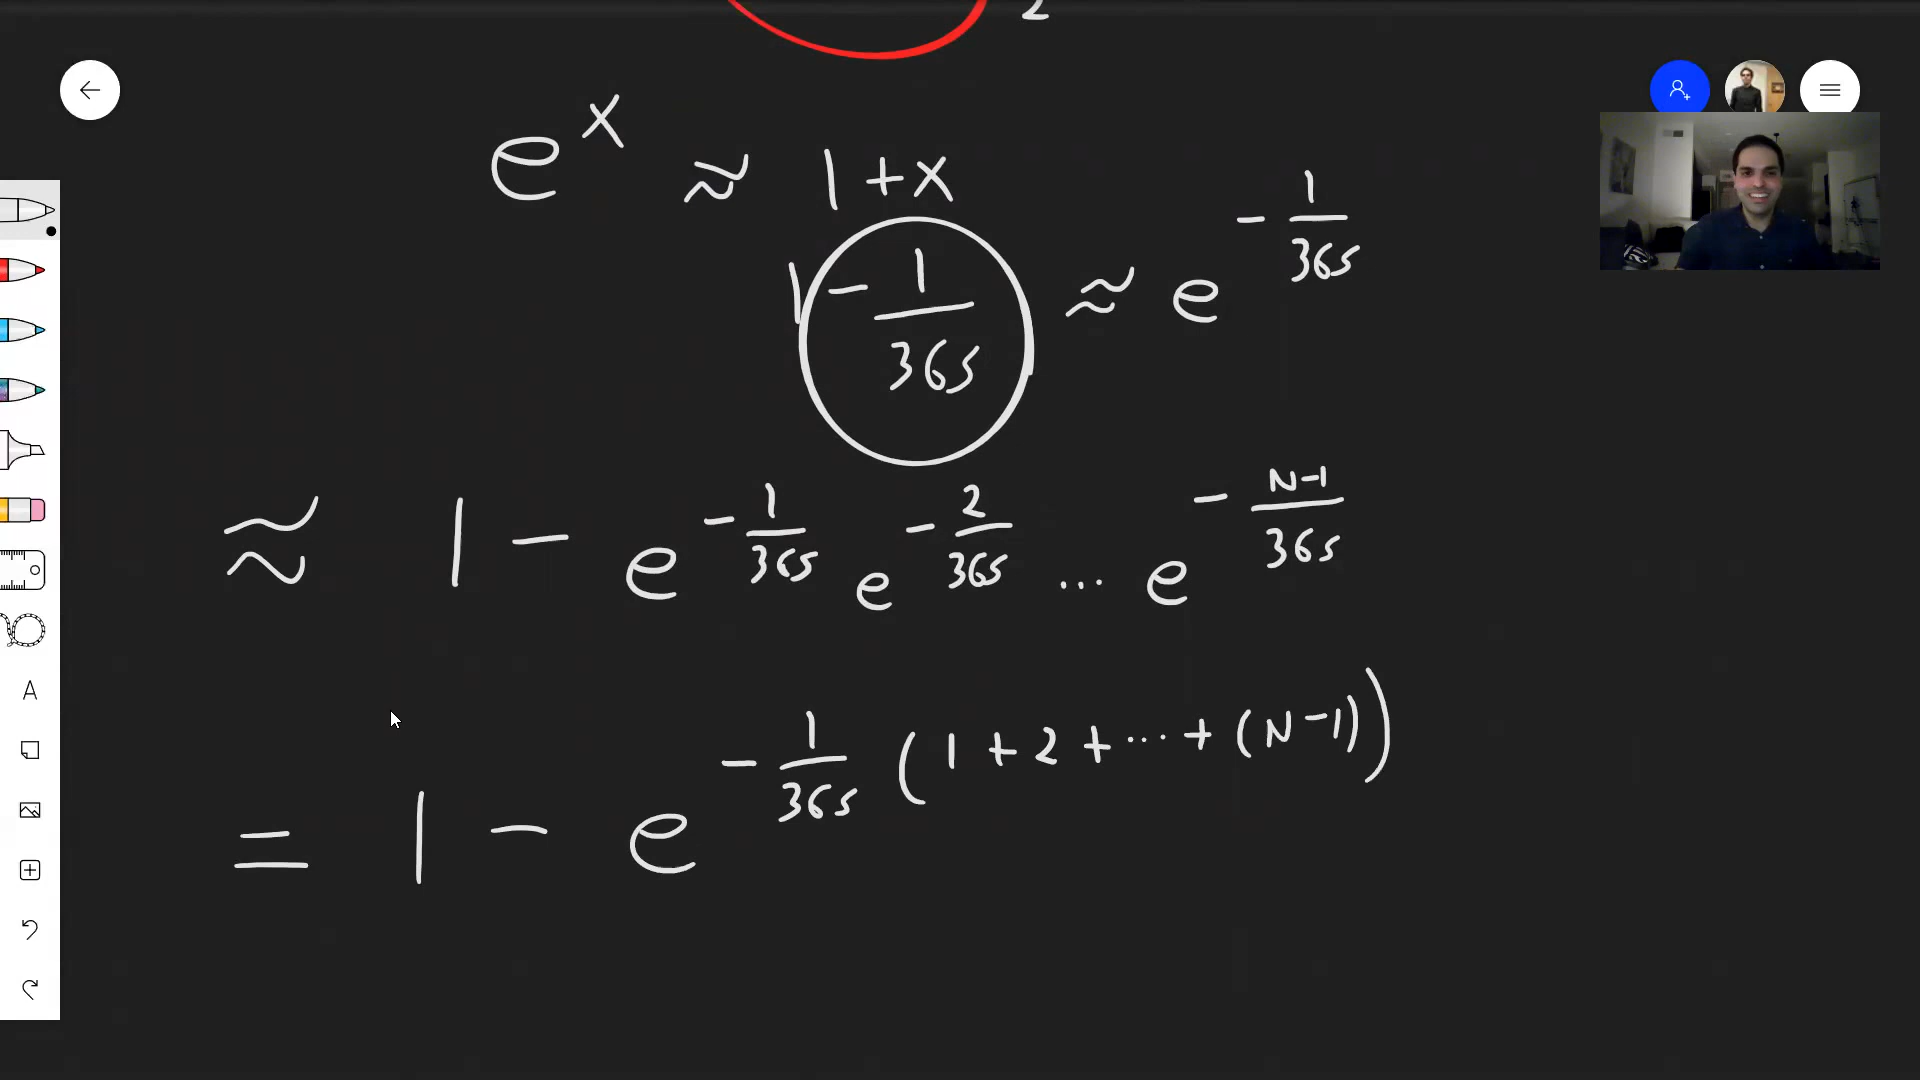 2
e^x ≈ 1+x
1 - 1/365 ≈ e^(-1/365)
≈ 1 - e^(-1/365) e^(-2/365) ... e^(-(N-1)/365)
= 1 - e^(-1/365 (1 + 2 + ... + (N-1)))
A